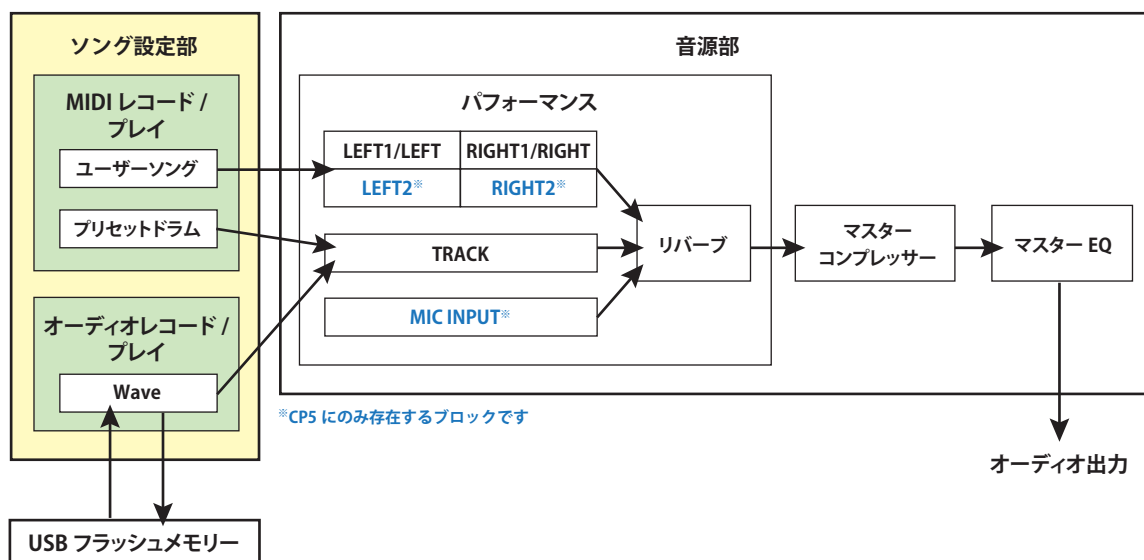 ソング設定部
MIDI レコード /
プレイ
ユーザーソング
プリセットドラム
オーディオレコード /
プレイ
Wave
USB フラッシュメモリー
音源部
パフォーマンス
LEFT1/LEFT
RIGHT1/RIGHT
LEFT2※
RIGHT2※
TRACK
MIC INPUT※
リバーブ
マスター
コンプレッサー
マスター EQ
オーディオ出力
※CP5 にのみ存在するブロックです